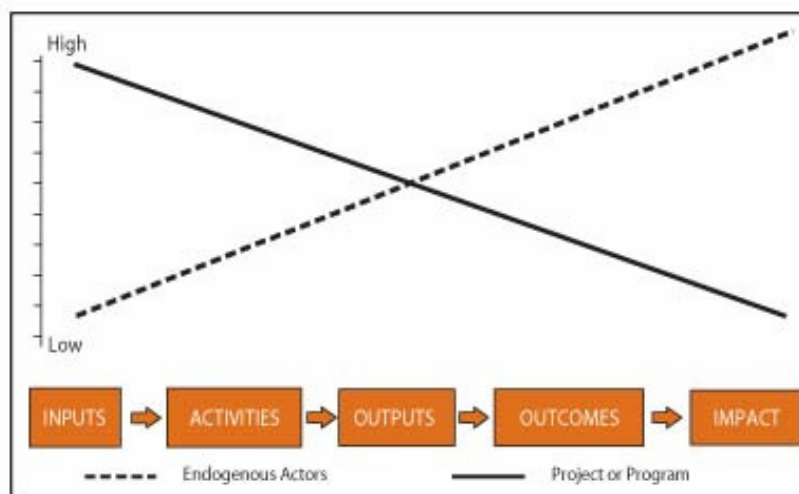 High
Low
INPUTS ACTIVITIES OUTPUTS OUTCOMES IMPACT
Endogenous Actors Project or Program